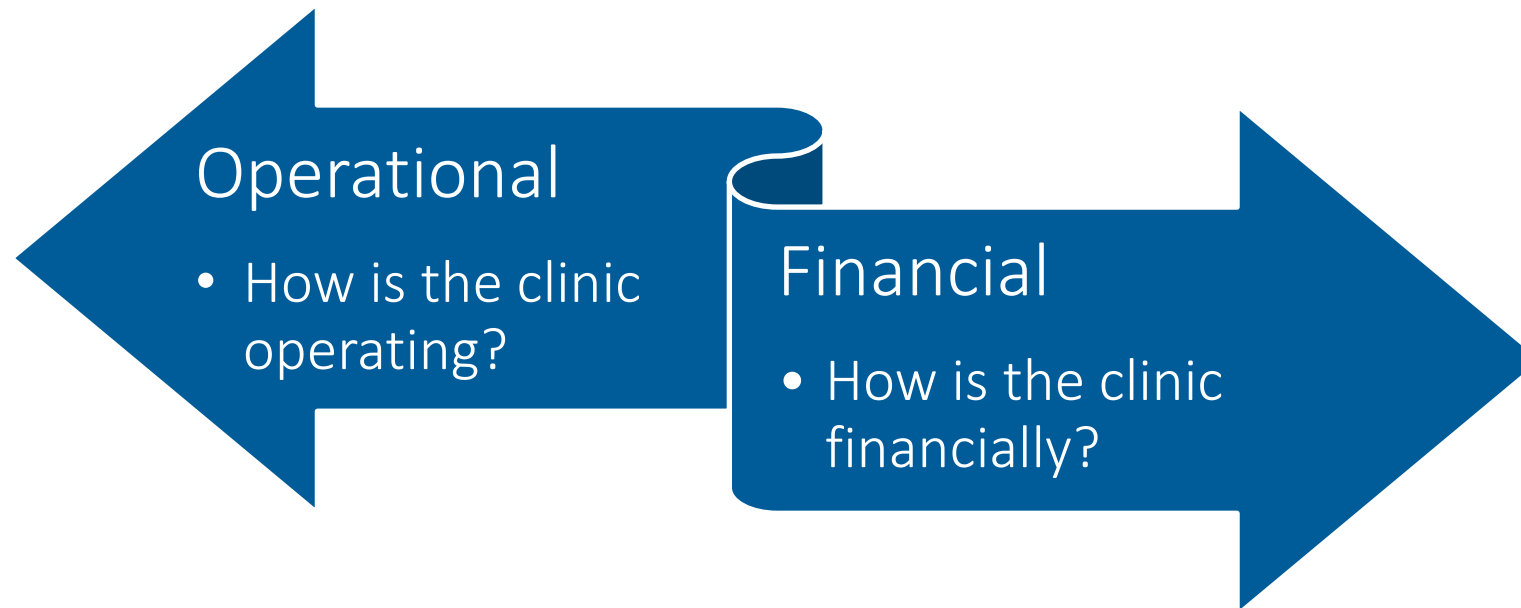 Operational
• How is the clinic
operating?
Financial
• How is the clinic
financially?